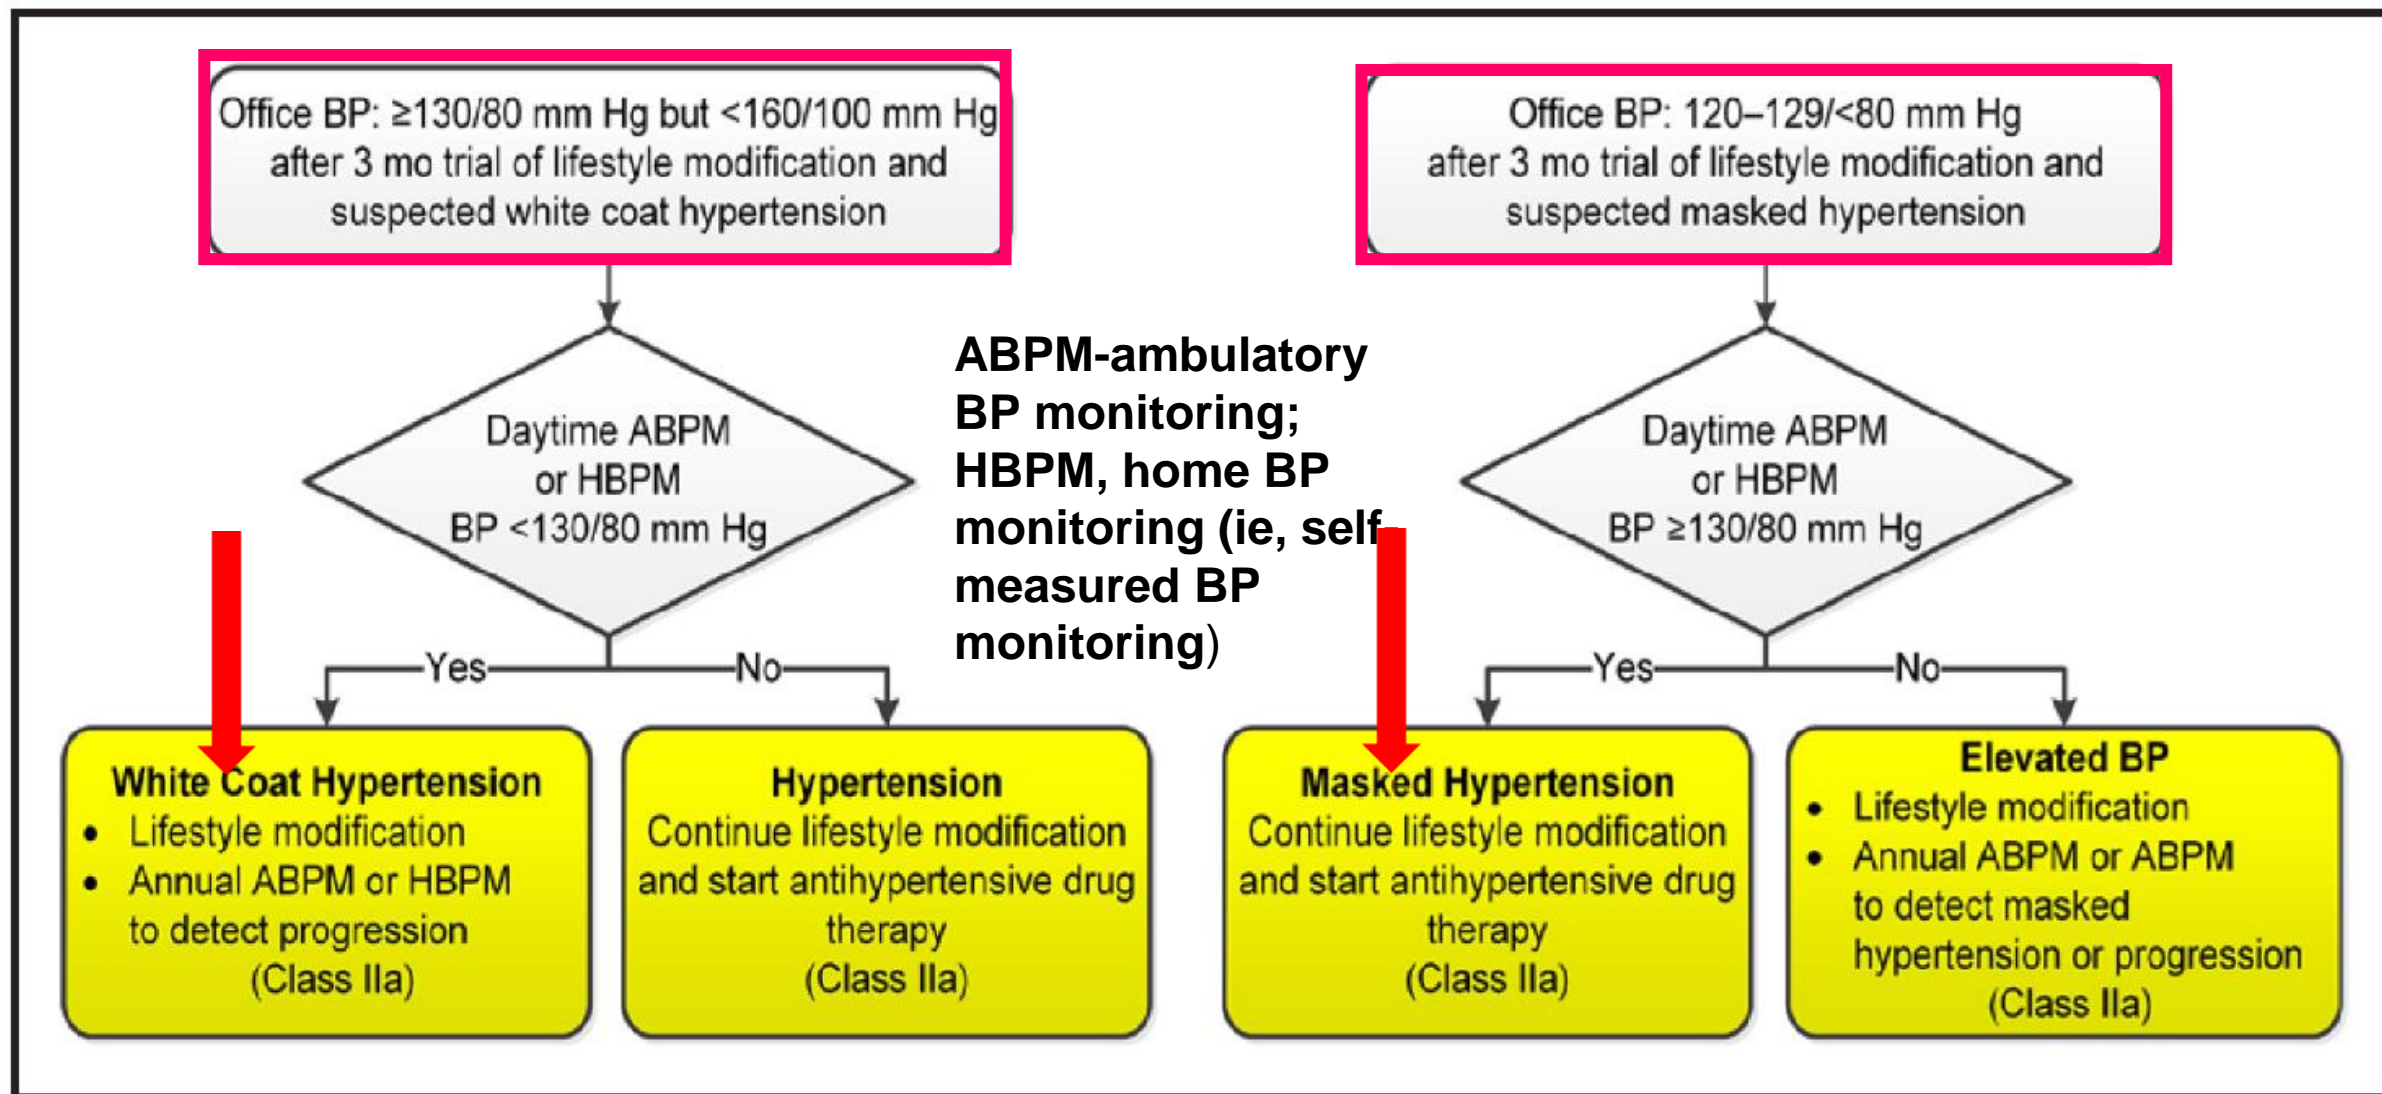 Office BP: ≥130/80 mm Hg but <160/100 mm Hg
after 3 mo trial of lifestyle modification and
suspected white coat hypertension
Office BP: 120–129/<80 mm Hg
after 3 mo trial of lifestyle modification and
suspected masked hypertension
Daytime ABPM
or HBPM
BP <130/80 mm Hg
ABPM-ambulatory
BP monitoring;
HBPM, home BP
monitoring (ie, self-
measured BP
monitoring)
Daytime ABPM
or HBPM
BP ≥130/80 mm Hg
Yes
No
Yes
No
White Coat Hypertension
• Lifestyle modification
• Annual ABPM or HBPM
to detect progression
(Class IIa)
Hypertension
Continue lifestyle modification
and start antihypertensive drug
therapy
(Class IIa)
Masked Hypertension
Continue lifestyle modification
and start antihypertensive drug
therapy
(Class IIa)
Elevated BP
• Lifestyle modification
• Annual ABPM or ABPM
to detect masked
hypertension or progression
(Class IIa)